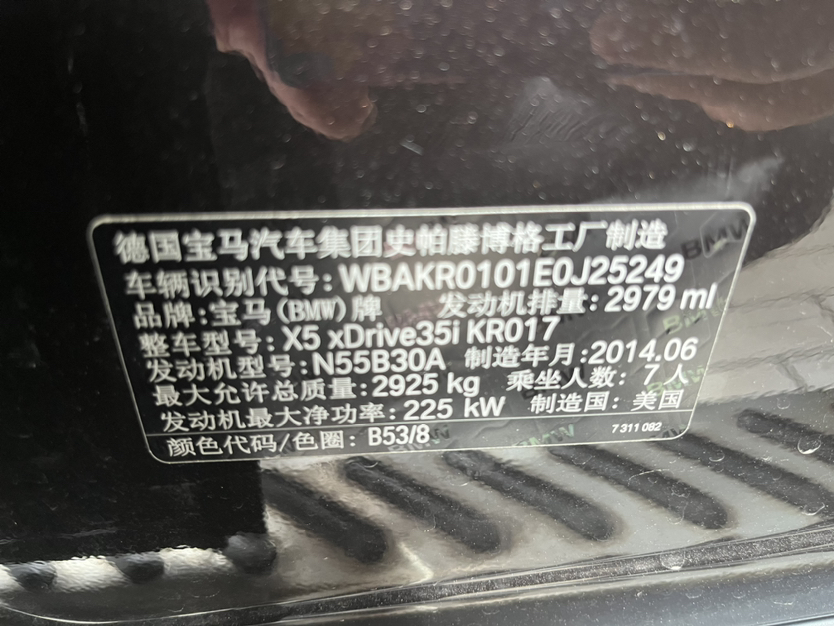 德国宝马汽车集团史帕滕博格工厂制造
车辆识别代号: WBAKR0101E0J25249
品牌: 宝马(BMW)牌 发动机排量: 2979 ml
整车型号: X5 xDrive35i KR017
发动机型号: N55B30A 制造年月: 2014.06
最大允许总质量: 2925 kg 乘坐人数: 7人
发动机最大净功率: 225 kW 制造国: 美国
颜色代码/色圈: B53/8 7 311 082